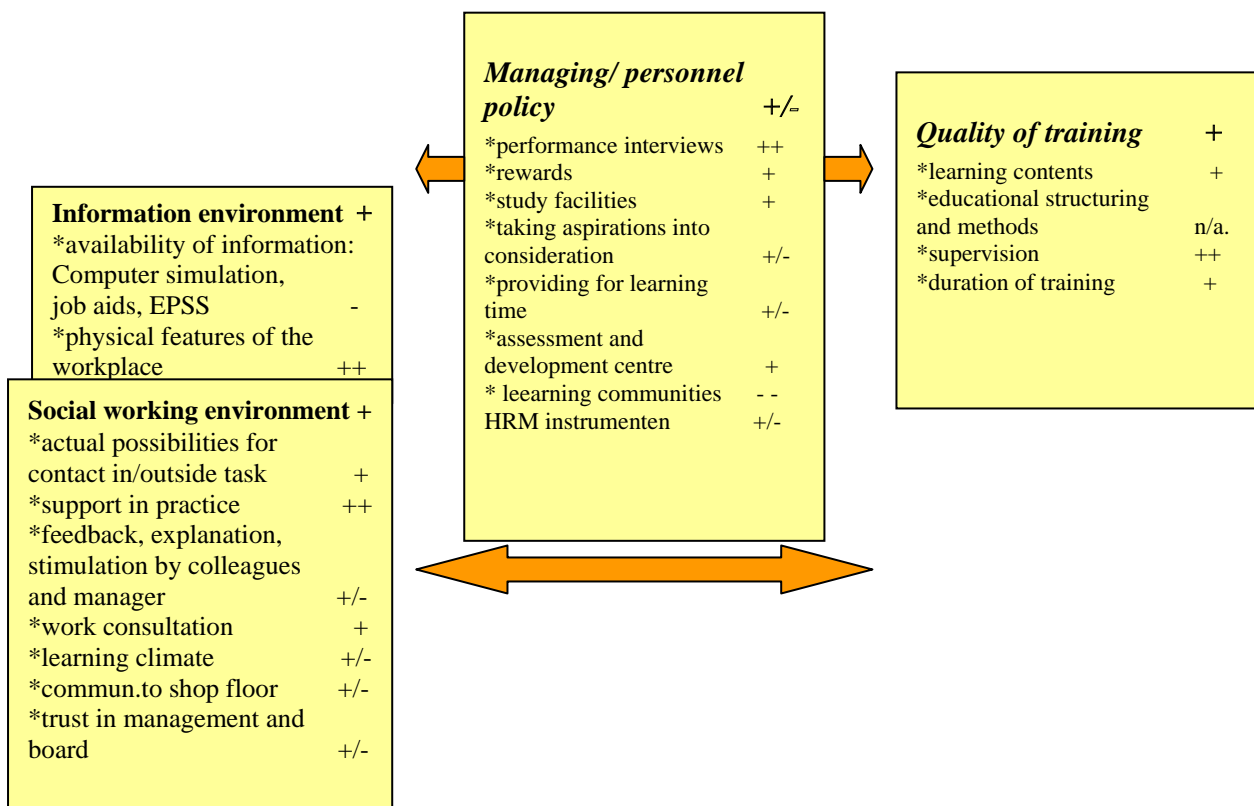 Information environment +
*availability of information:
Computer simulation,
job aids, EPSS -
*physical features of the
workplace ++
Social working environment +
*actual possibilities for
contact in/outside task +
*support in practice ++
*feedback, explanation,
stimulation by colleagues
and manager +/-
*work consultation +
*learning climate +/-
*commun.to shop floor +/-
*trust in management and
board +/-
Managing/ personnel
policy +/-
*performance interviews ++
*rewards +
*study facilities +
*taking aspirations into
consideration +/-
*providing for learning
time +/-
*assessment and
development centre +
* leearning communities - -
HRM instrumenten +/-
Quality of training +
*learning contents +
*educational structuring
and methods n/a.
*supervision ++
*duration of training +